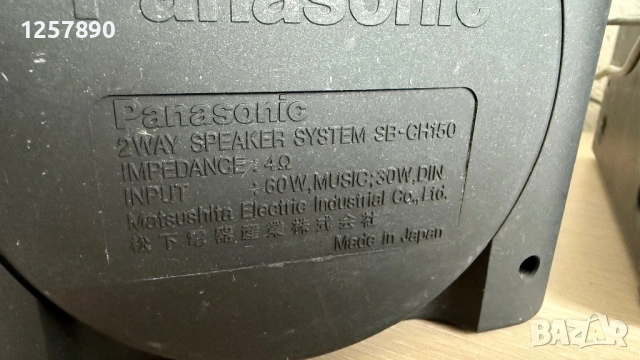 1257890
Panasonic
Panasonic
2WAY SPEAKER SYSTEM SB-CH150
IMPEDANCE : 4Ω
INPUT : 60W, MUSIC; 30W, DIN
Matsushita Electric Industrial Co., Ltd.
松下電器産業株式会社
Made in Japan
BAZAR